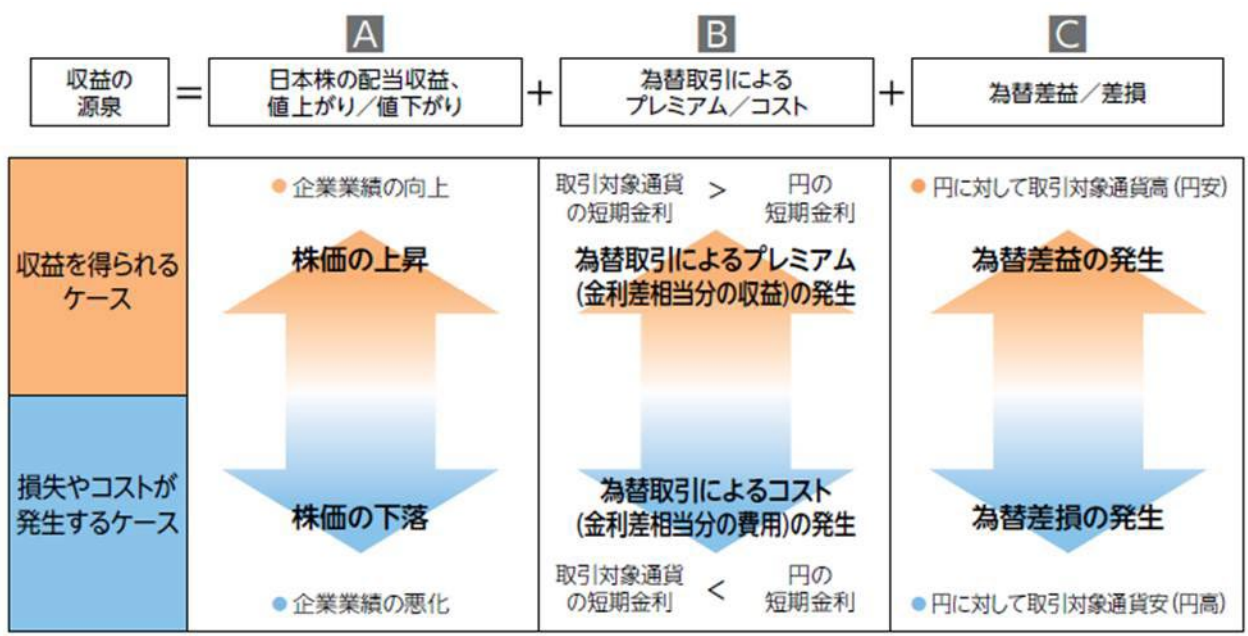 A
B
C
収益の
源泉
=
日本株の配当収益、
値上がり/値下がり
+
為替取引による
プレミアム/コスト
+
為替差益/差損
収益を得られる
ケース
●企業業績の向上
株価の上昇
取引対象通貨
の短期金利
>
円の
短期金利
為替取引によるプレミアム
(金利差相当分の収益)の発生
●円に対して取引対象通貨高(円安)
為替差益の発生
損失やコストが
発生するケース
株価の下落
●企業業績の悪化
為替取引によるコスト
(金利差相当分の費用)の発生
取引対象通貨
の短期金利
<
円の
短期金利
為替差損の発生
●円に対して取引対象通貨安(円高)